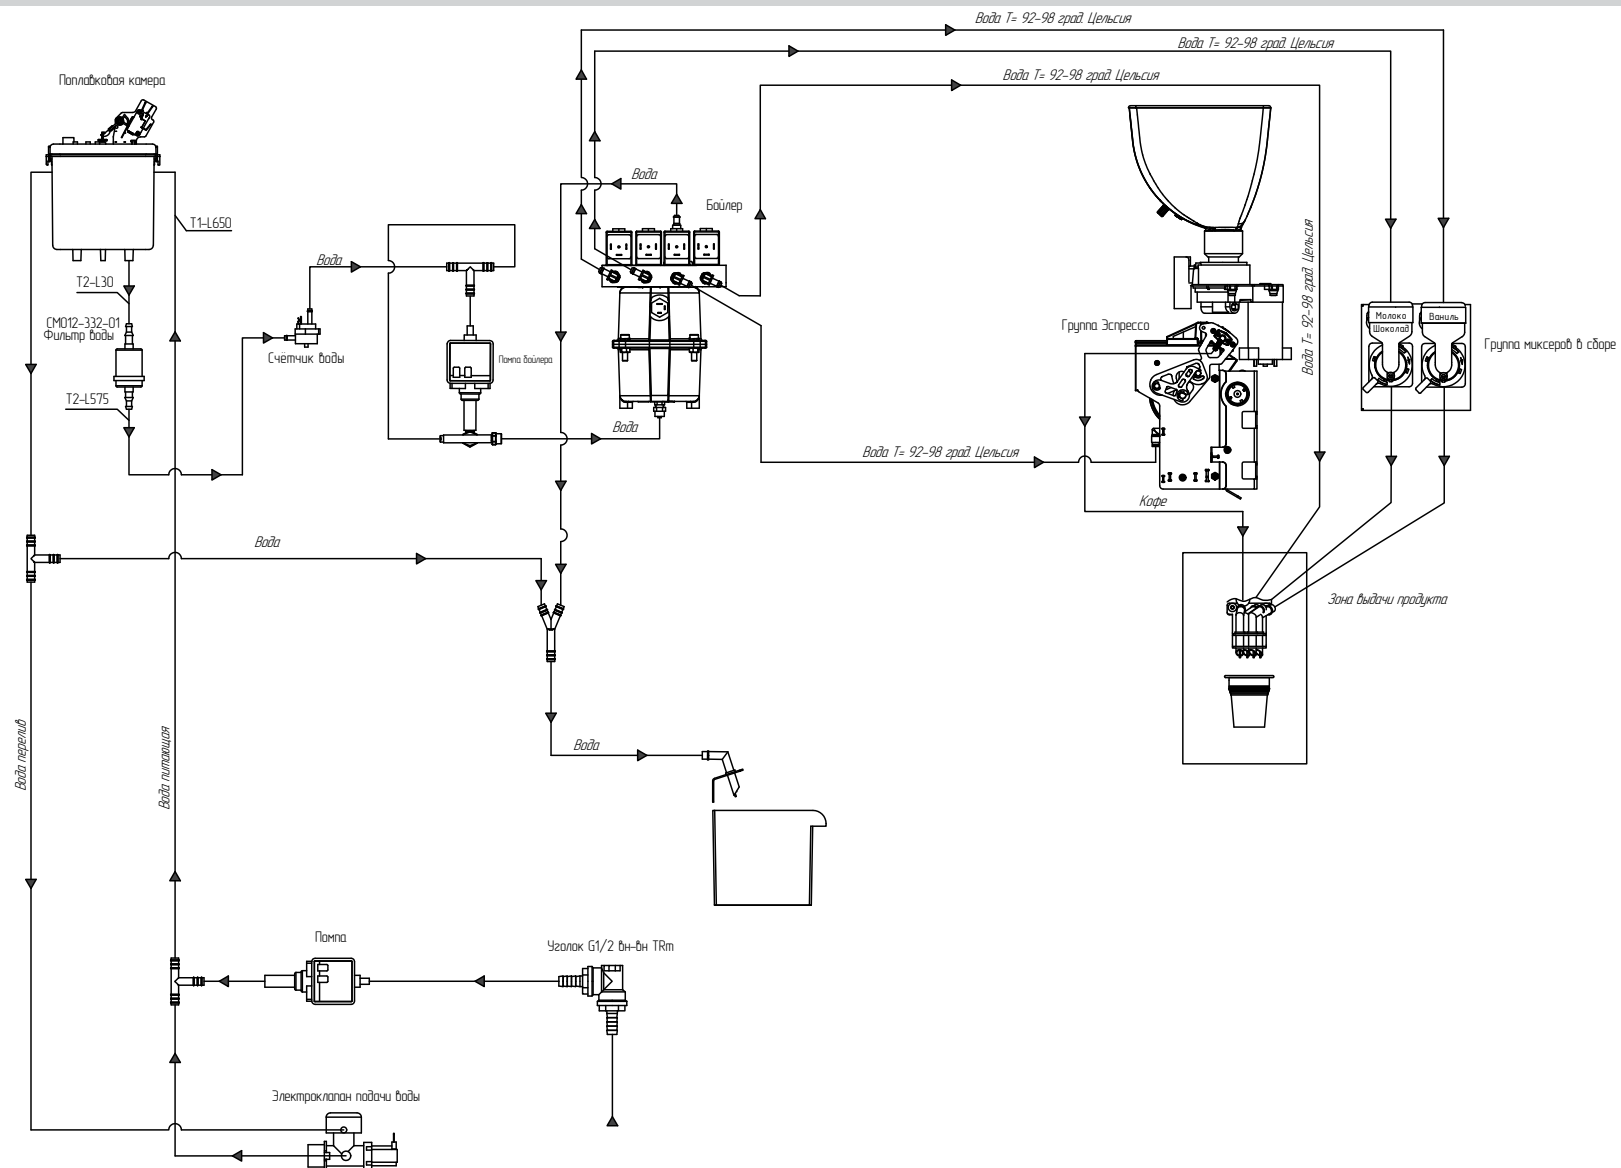 Вода Т= 92-98 град. Цельсия
Вода Т= 92-98 град. Цельсия
Вода Т= 92-98 град. Цельсия
Поплавковая камера
Вода
Бойлер
Т1-L650
Вода
Т2-L30
СМ012-332-01
Фильтр воды
Счётчик воды
Помпа бойлера
Т2-L575
Вода
Группа Эспрессо
Вода Т= 92-98 град. Цельсия
Молоко
Шоколад
Ваниль
Группа миксеров в сборе
Вода Т= 92-98 град. Цельсия
Кофе
Вода
Зона выдачи продукта
Вода перелив
Вода питающая
Вода
Помпа
Уголок G1/2 вн-вн TRm
Электроклапан подачи воды